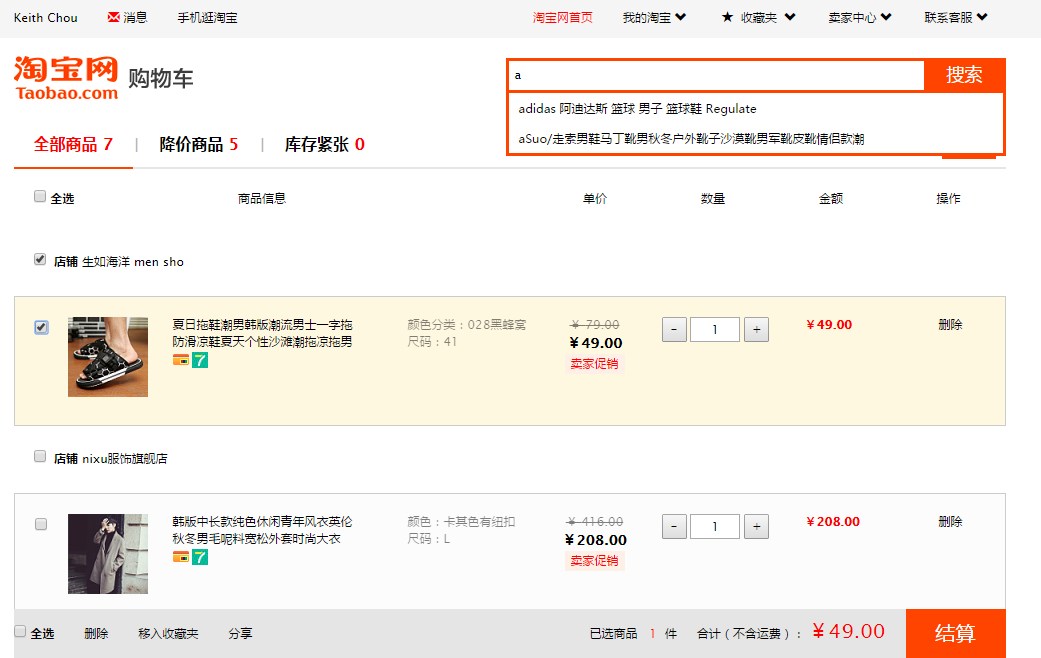 Keith Chou 消息 手机逛淘宝 淘宝网首页 我的淘宝 收藏夹 卖家中心 联系客服
淘宝网
Taobao.com
购物车
a 搜索
adidas 阿迪达斯 篮球 男子 篮球鞋 Regulate
aSuo/走索男鞋马丁靴男秋冬户外靴子沙漠靴男军靴皮靴情侣款潮
全部商品 7 | 降价商品 5 | 库存紧张 0
全选 商品信息 单价 数量 金额 操作
店铺 生如海洋 men sho
夏日拖鞋潮男韩版潮流男士一字拖 颜色分类：028黑蜂窝 ¥ 79.00 - 1 + ¥ 49.00 删除
防滑凉鞋夏天个性沙滩潮拖凉拖男 尺码：41 ¥ 49.00
7 卖家促销
店铺 nixu服饰旗舰店
韩版中长款纯色休闲青年风衣英伦 颜色：卡其色有纽扣 ¥ 416.00 - 1 + ¥ 208.00 删除
秋冬男毛呢料宽松外套时尚大衣 尺码：L ¥ 208.00
7 卖家促销
全选 删除 移入收藏夹 分享 已选商品 1 件 合计（不含运费）： ¥ 49.00 结算